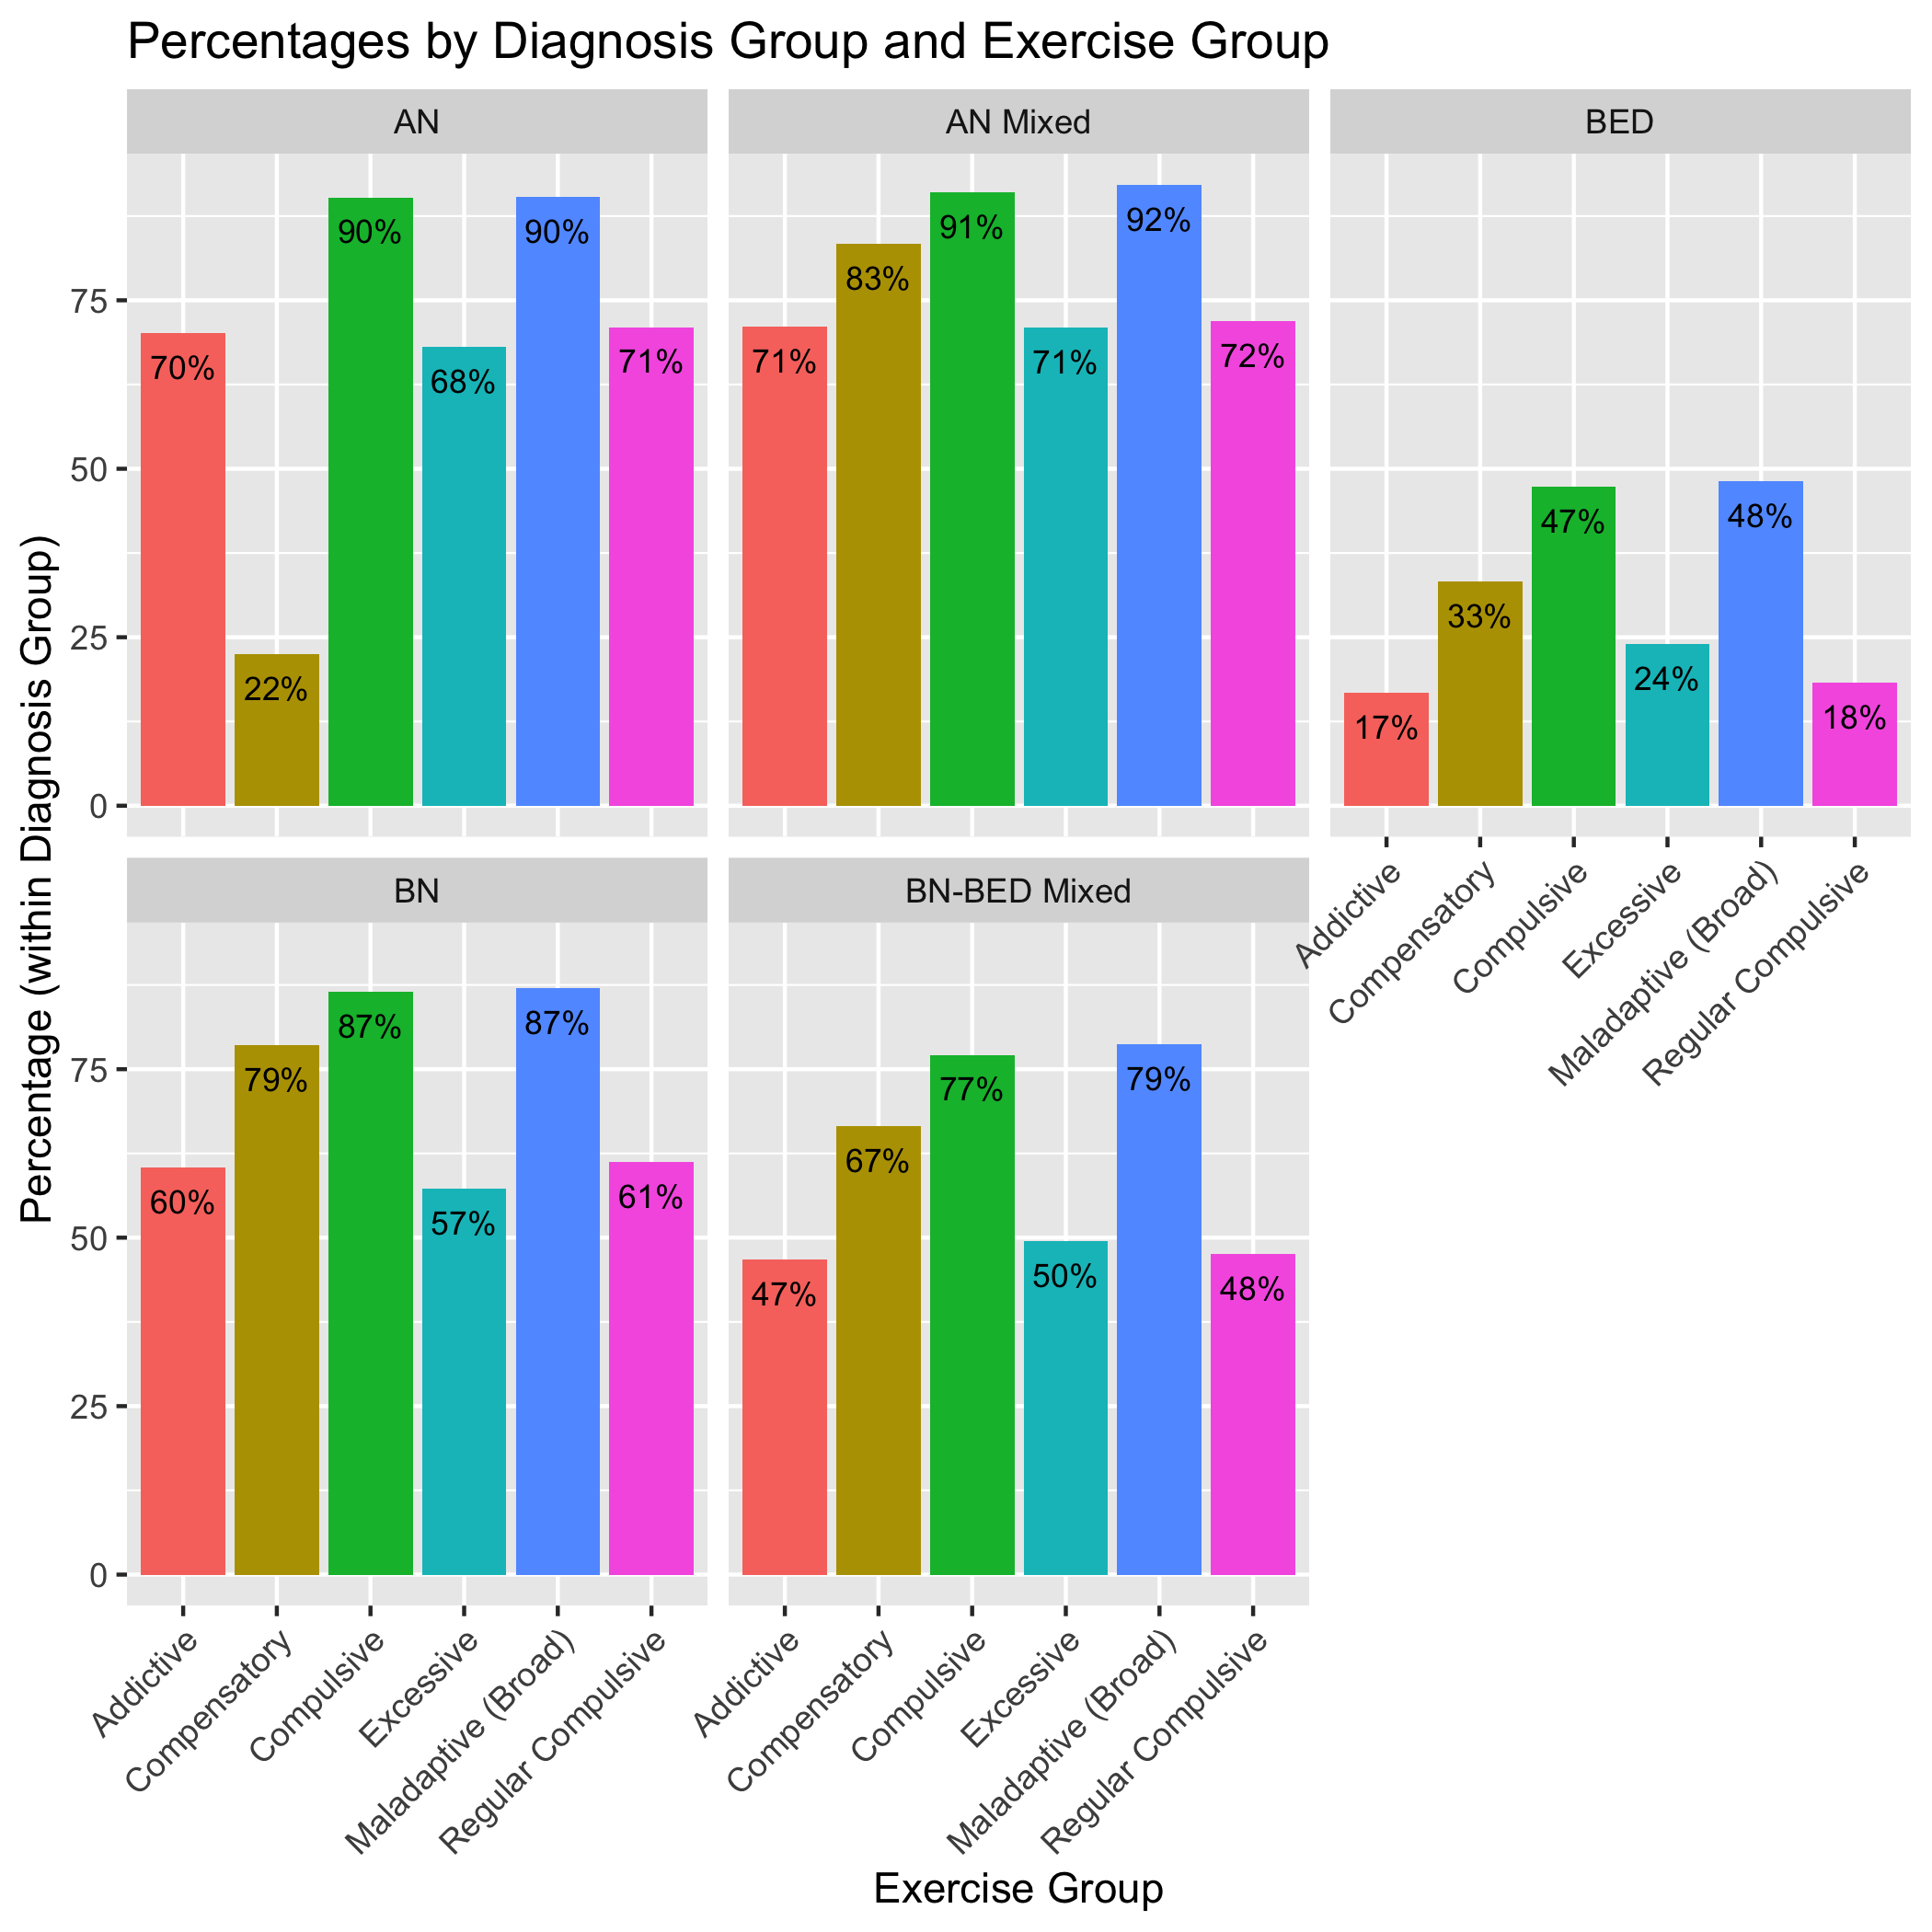 Percentages by Diagnosis Group and Exercise Group
Percentage (within Diagnosis Group)
AN
AN Mixed
BED
75
50
25
0
70%
22%
90%
68%
90%
71%
71%
83%
91%
71%
92%
72%
17%
33%
47%
24%
48%
18%
Addictive
Compensatory
Compulsive
Excessive
Maladaptive (Broad)
Regular Compulsive
BN
BN-BED Mixed
75
50
25
0
60%
79%
87%
57%
87%
61%
47%
67%
77%
50%
79%
48%
Addictive
Compensatory
Compulsive
Excessive
Maladaptive (Broad)
Regular Compulsive
Addictive
Compensatory
Compulsive
Excessive
Maladaptive (Broad)
Regular Compulsive
Exercise Group